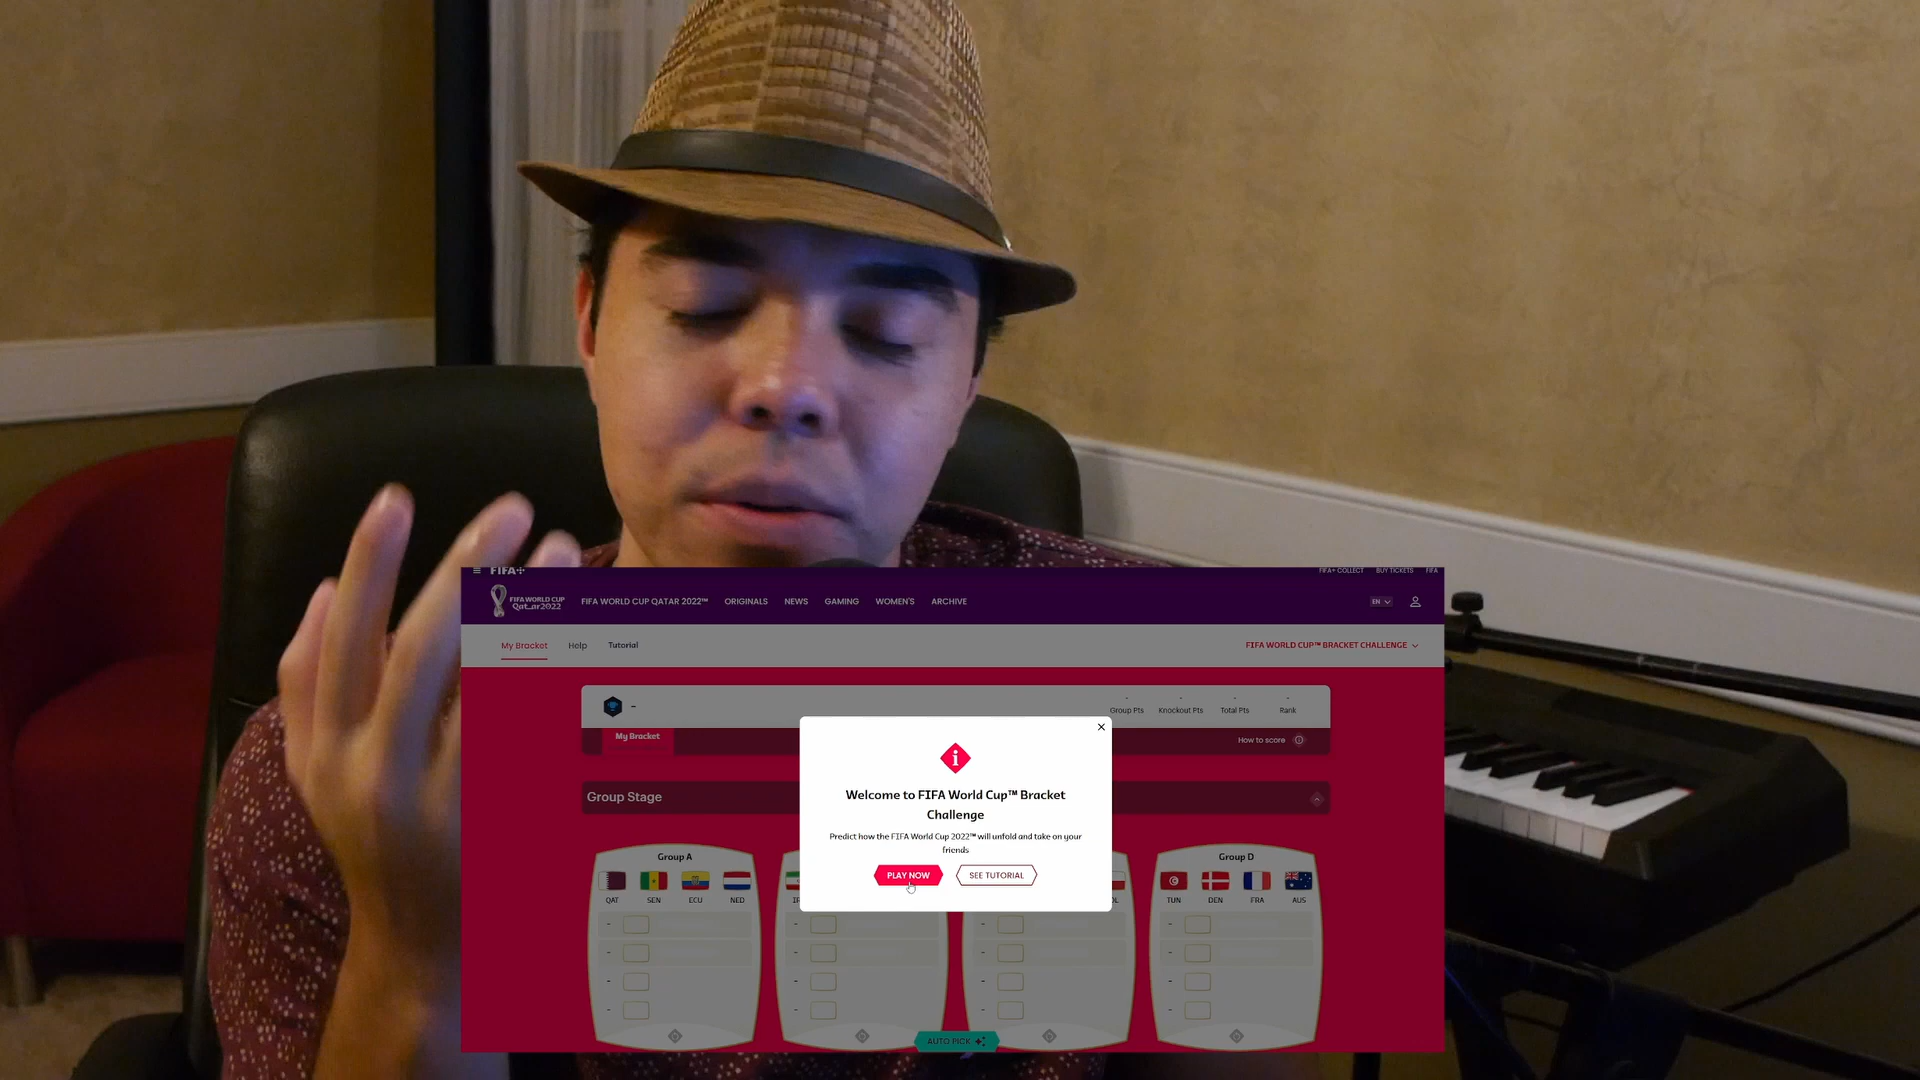 FIFA+
FIFA+ COLLECT BUY TICKETS FIFA
FIFA WORLD CUP
Qatar2022
FIFA WORLD CUP QATAR 2022™ ORIGINALS NEWS GAMING WOMEN'S ARCHIVE
EN
My Bracket Help Tutorial
FIFA WORLD CUP™ BRACKET CHALLENGE
-
- - - -
Group Pts Knockout Pts Total Pts Rank
My Bracket
How to score
Group Stage
Welcome to FIFA World Cup™ Bracket
Challenge
Predict how the FIFA World Cup 2022™ will unfold and take on your
friends
PLAY NOW SEE TUTORIAL
Group A
QAT SEN ECU NED
-
-
-
-
-
-
-
-
-
-
-
-
Group D
TUN DEN FRA AUS
-
-
-
-
AUTO PICK